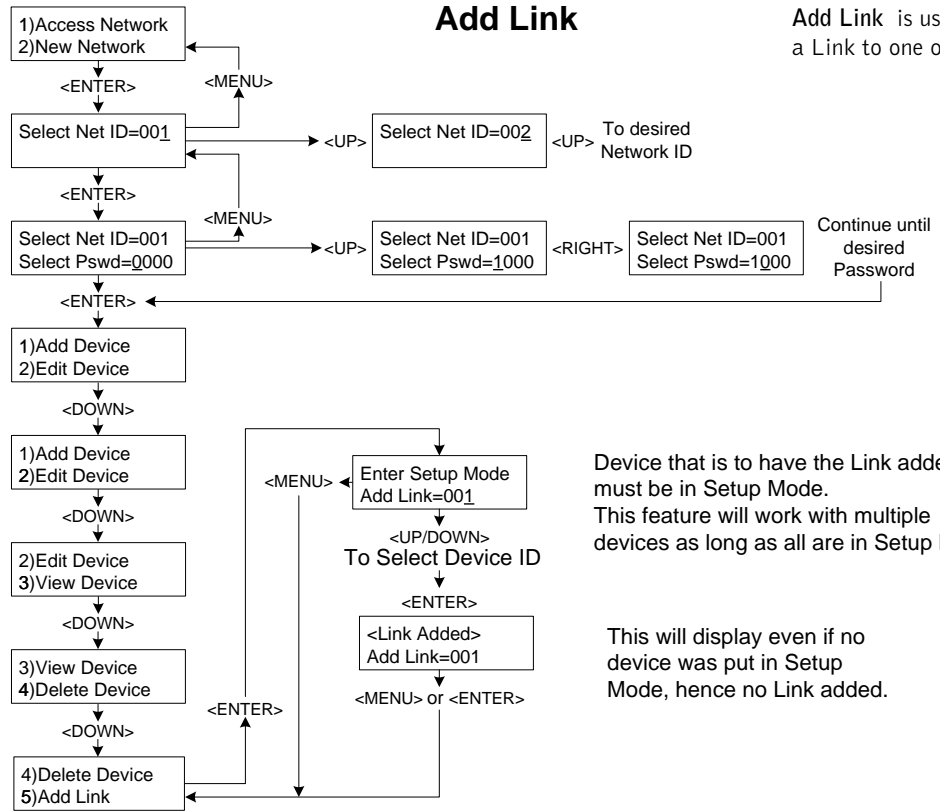 Add Link
Add Link is us
a Link to one o
1)Access Network
2)New Network
<ENTER>
<MENU>
Select Net ID=001
<UP>
Select Net ID=002
<UP>
To desired
Network ID
<ENTER>
<MENU>
Select Net ID=001
Select Pswd=0000
<UP>
Select Net ID=001
Select Pswd=1000
<RIGHT>
Select Net ID=001
Select Pswd=1000
Continue until
desired
Password
<ENTER>
1)Add Device
2)Edit Device
<DOWN>
1)Add Device
2)Edit Device
<DOWN>
2)Edit Device
3)View Device
<DOWN>
3)View Device
4)Delete Device
<DOWN>
4)Delete Device
5)Add Link
<ENTER>
<MENU>
Enter Setup Mode
Add Link=001
<UP/DOWN>
To Select Device ID
<ENTER>
<Link Added>
Add Link=001
<MENU> or <ENTER>
Device that is to have the Link adde
must be in Setup Mode.
This feature will work with multiple
devices as long as all are in Setup
This will display even if no
device was put in Setup
Mode, hence no Link added.